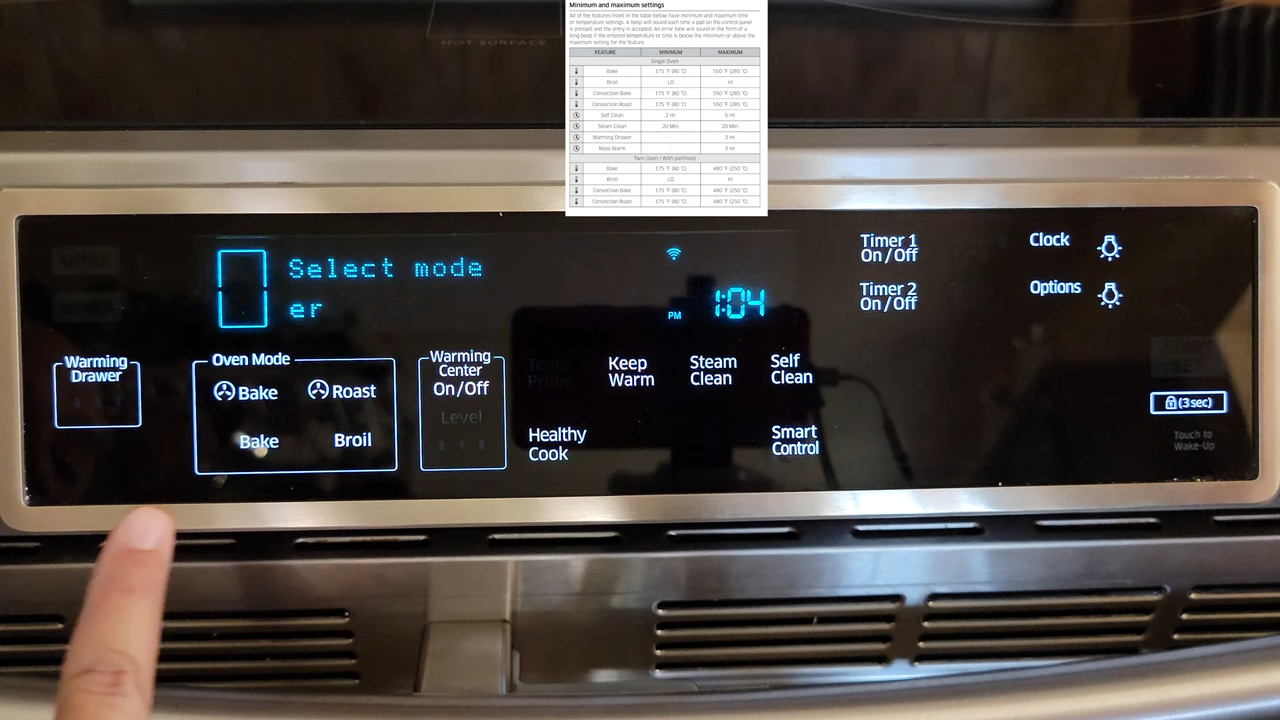 Minimum and maximum settings
All of the features listed in the table below have minimum and maximum time
or temperature settings. A beep will sound each time a pad on the control panel
is pressed and the entry is accepted. An error tone will sound in the form of a
long beep if the entered temperature or time is below the minimum or above the
maximum setting for the feature.
FEATURE MINIMUM MAXIMUM
Single Oven
Bake 175 °F (80 °C) 550 °F (285 °C)
Broil LO HI
Convection Bake 175 °F (80 °C) 550 °F (285 °C)
Convection Roast 175 °F (80 °C) 550 °F (285 °C)
Self Clean 2 Hr. 5 Hr.
Steam Clean 20 Min. 20 Min.
Warming Drawer - 3 Hr.
Keep Warm - 3 Hr.
Twin Oven ( With partition)
Bake 175 °F (80 °C) 480 °F (250 °C)
Broil LO HI
Convection Bake 175 °F (80 °C) 480 °F (250 °C)
Convection Roast 175 °F (80 °C) 480 °F (250 °C)
HOT SURFACE
Select mode
er
PM 1:04
Timer 1
On/Off
Timer 2
On/Off
Clock
Options
Warming
Drawer
Oven Mode
Bake Roast
Bake Broil
Warming
Center
On/Off
Level
Temp
Probe
Keep
Warm
Steam
Clean
Self
Clean
Healthy
Cook
Smart
Control
START
SET
(3 sec)
Touch to
Wake-Up